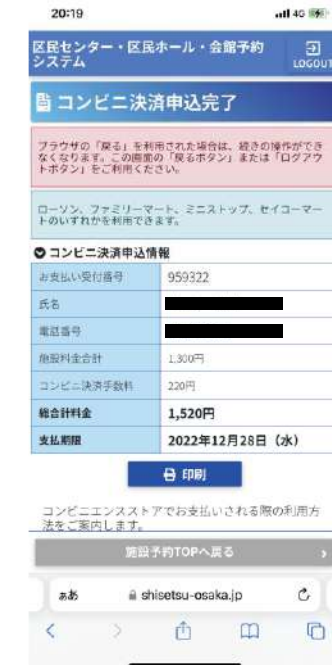 20:19
4G
区民センター・区民ホール・会館予約
システム
LOGOUT
コンビニ決済申込完了
ブラウザの「戻る」を利用された場合は、続きの操作ができ
なくなります。この画面の「戻るボタン」または「ログアウ
トボタン」をご利用ください。
ローソン、ファミリーマート、ミニストップ、セイコーマー
トのいずれかを利用できます。
コンビニ決済申込情報
お支払い受付番号 959322
氏名
電話番号
施設料金合計 1,300円
コンビニ決済手数料 220円
総合計料金 1,520円
支払期限 2022年12月28日（水）
印刷
コンビニエンスストアでお支払いされる際の利用方
法をご案内します。
施設予約TOPへ戻る
ぁあ shisetsu-osaka.jp